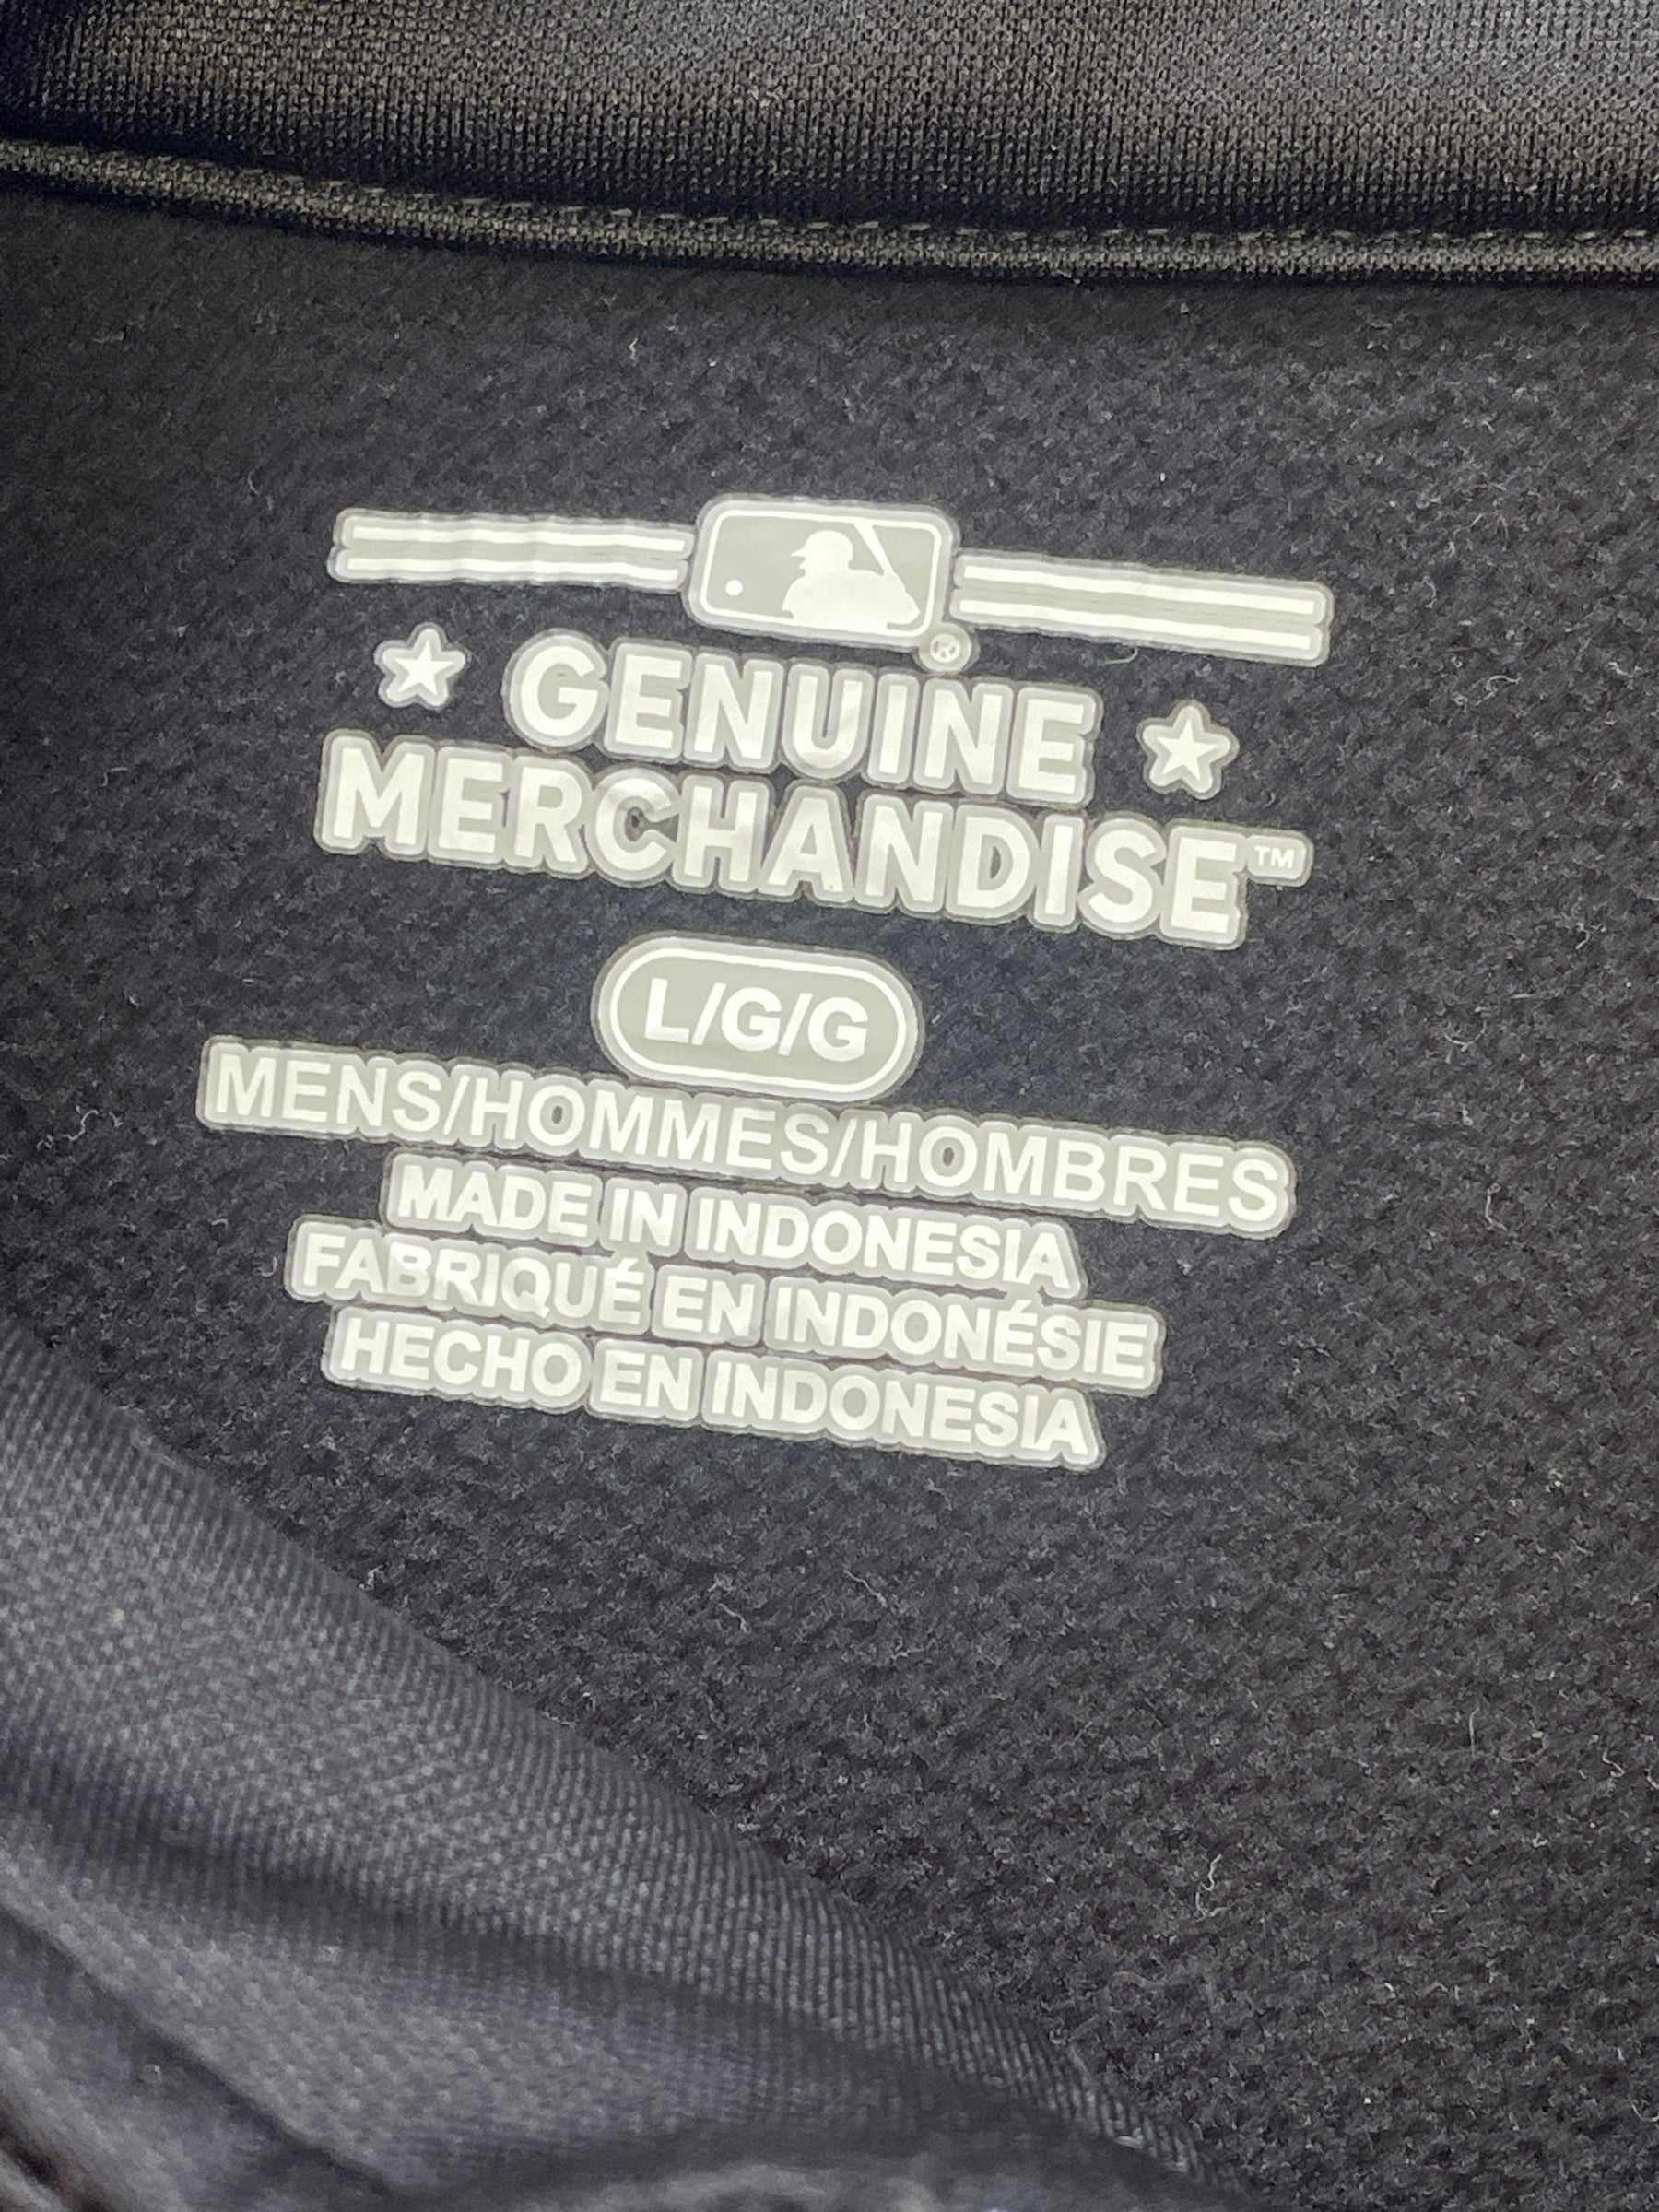 ®
GENUINE
MERCHANDISE™
L/G/G
MENS/HOMMES/HOMBRES
MADE IN INDONESIA
FABRIQUÉ EN INDONÉSIE
HECHO EN INDONESIA